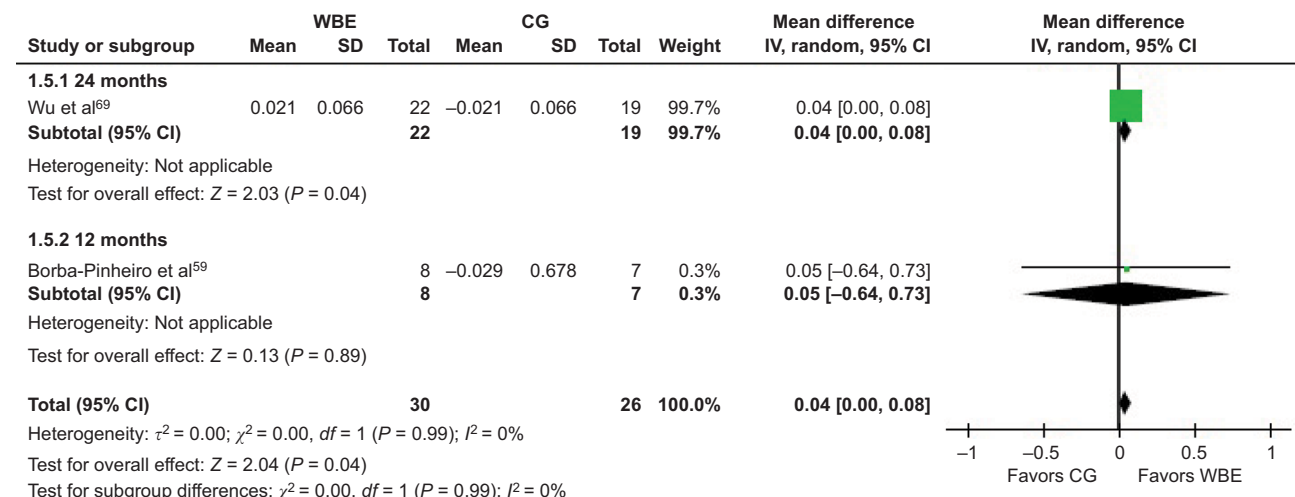 WBE CG Mean difference Mean difference
Study or subgroup Mean SD Total Mean SD Total Weight IV, random, 95% CI IV, random, 95% CI
1.5.1 24 months
Wu et al⁶⁹ 0.021 0.066 22 –0.021 0.066 19 99.7% 0.04 [0.00, 0.08]
Subtotal (95% CI) 22 19 99.7% 0.04 [0.00, 0.08]
Heterogeneity: Not applicable
Test for overall effect: Z = 2.03 (P = 0.04)
1.5.2 12 months
Borba-Pinheiro et al⁵⁹ 8 –0.029 0.678 7 0.3% 0.05 [–0.64, 0.73]
Subtotal (95% CI) 8 7 0.3% 0.05 [–0.64, 0.73]
Heterogeneity: Not applicable
Test for overall effect: Z = 0.13 (P = 0.89)
Total (95% CI) 30 26 100.0% 0.04 [0.00, 0.08]
Heterogeneity: τ² = 0.00; χ² = 0.00, df = 1 (P = 0.99); I² = 0%
Test for overall effect: Z = 2.04 (P = 0.04)
Test for subgroup differences: χ² = 0.00, df = 1 (P = 0.99); I² = 0%
–1 –0.5 0 0.5 1
Favors CG Favors WBE